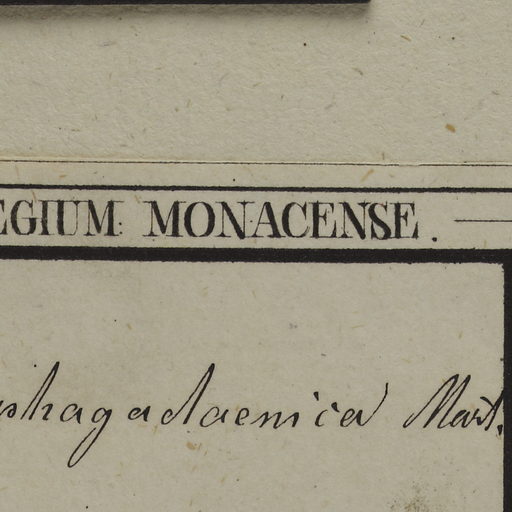 EGIUM MONACENSE.
phagadaenica Mart.